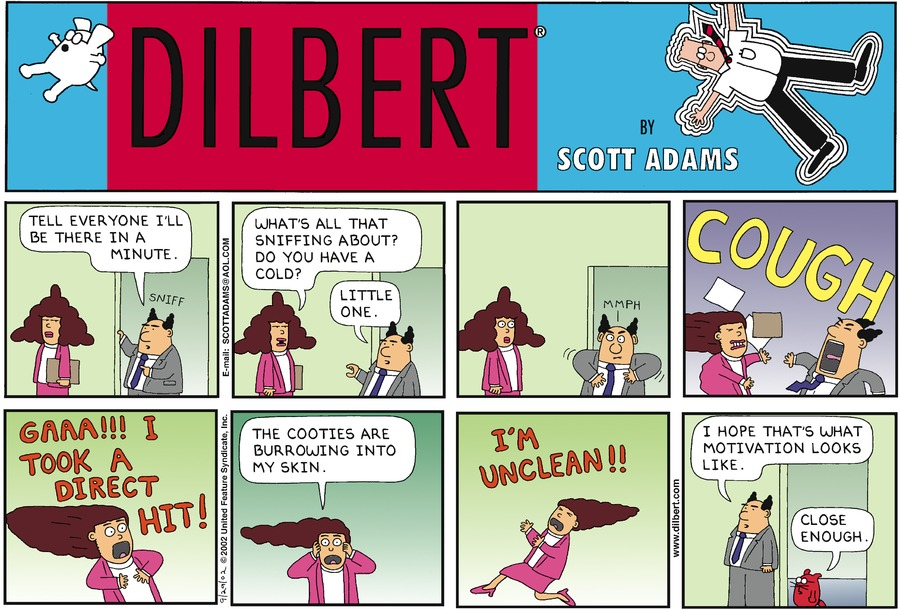 DILBERT®
BY
SCOTT ADAMS
TELL EVERYONE I'LL
BE THERE IN A
MINUTE.
SNIFF
E-mail: SCOTTADAMS@AOL.COM
WHAT'S ALL THAT
SNIFFING ABOUT?
DO YOU HAVE A
COLD?
LITTLE
ONE.
MMPH
COUGH
GAAA!!! I
TOOK A
DIRECT
HIT!
9/29/02 ©2002 United Feature Syndicate, Inc.
THE COOTIES ARE
BURROWING INTO
MY SKIN.
I'M
UNCLEAN!!
www.dilbert.com
I HOPE THAT'S WHAT
MOTIVATION LOOKS
LIKE.
CLOSE
ENOUGH.